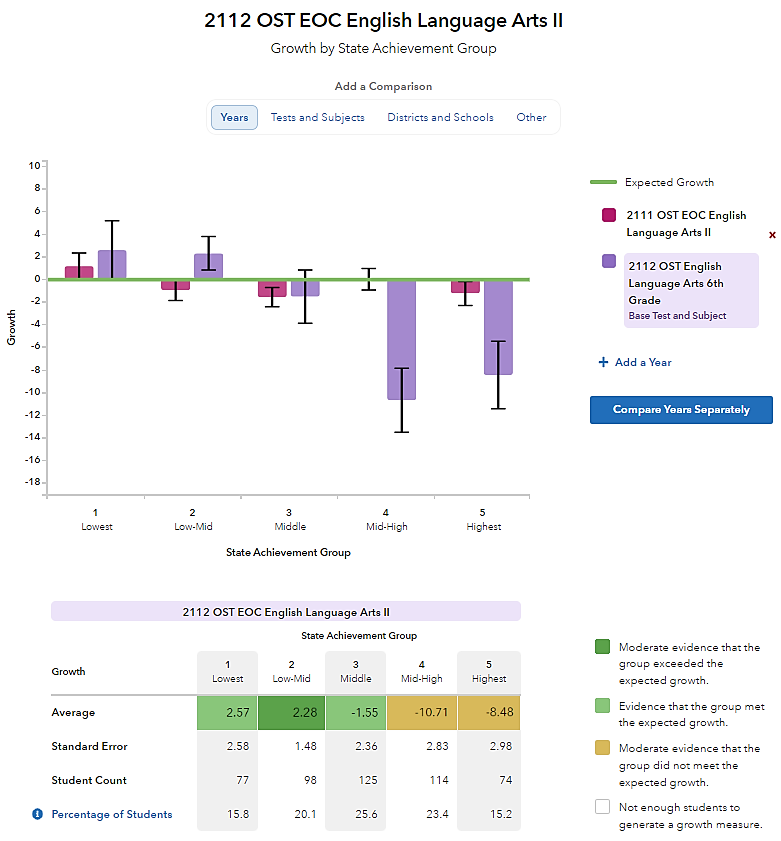 2112 OST EOC English Language Arts II
Growth by State Achievement Group
Add a Comparison
Years Tests and Subjects Districts and Schools Other
10
8
6
4
2
0
-2
-4
-6
-8
-10
-12
-14
-16
-18
Growth
1 2 3 4 5
Lowest Low-Mid Middle Mid-High Highest
State Achievement Group
Expected Growth
2111 OST EOC English
Language Arts II
x
2112 OST English
Language Arts 6th
Grade
Base Test and Subject
+ Add a Year
Compare Years Separately
2112 OST EOC English Language Arts II
State Achievement Group
Growth 1 2 3 4 5
Lowest Low-Mid Middle Mid-High Highest
Average 2.57 2.28 -1.55 -10.71 -8.48
Standard Error 2.58 1.48 2.36 2.83 2.98
Student Count 77 98 125 114 74
i Percentage of Students 15.8 20.1 25.6 23.4 15.2
Moderate evidence that the
group exceeded the
expected growth.
Evidence that the group met
the expected growth.
Moderate evidence that the
group did not meet the
expected growth.
Not enough students to
generate a growth measure.